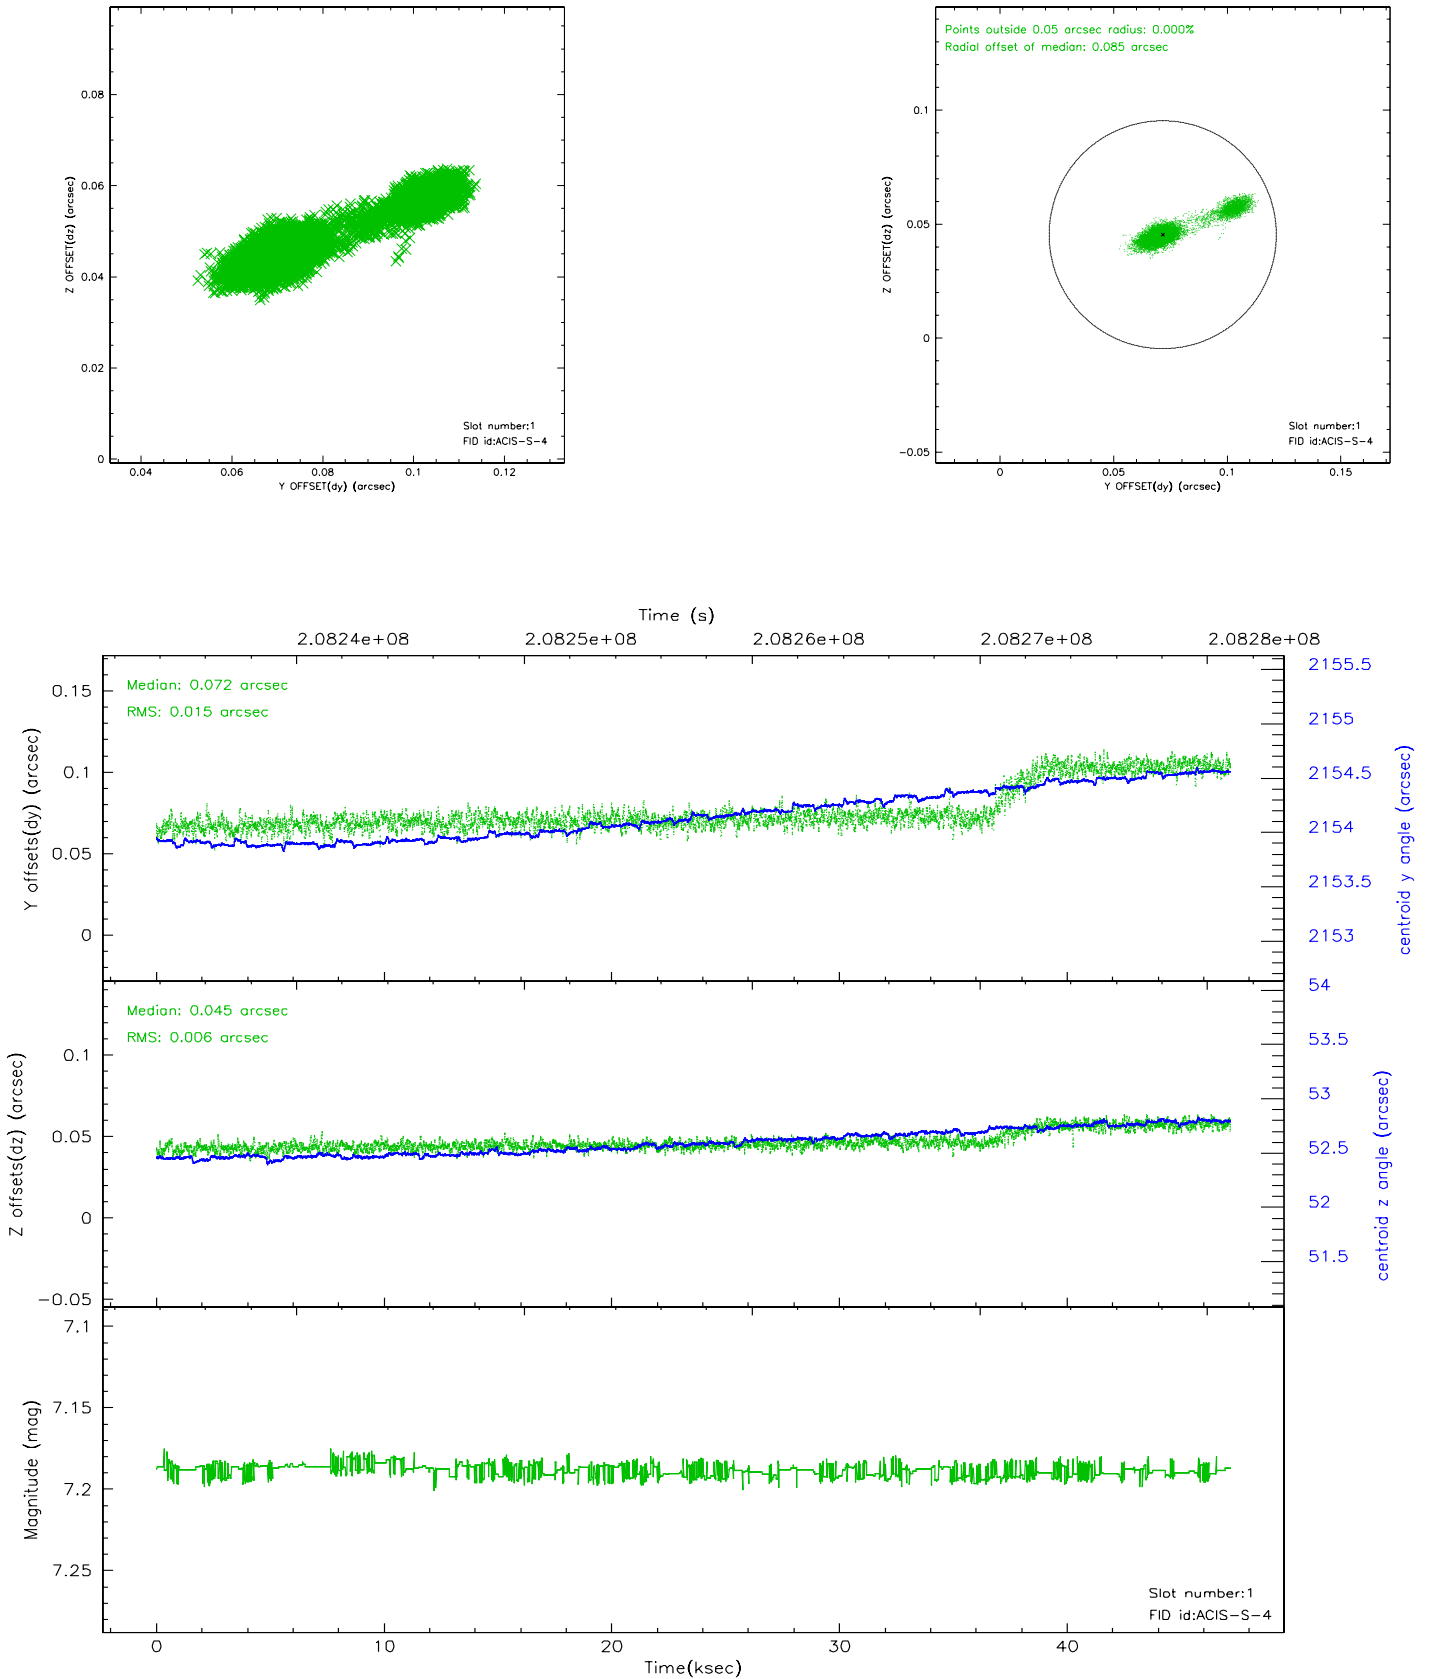 0.08
0.06
0.04
0.02
0
Z OFFSET(dz) (arcsec)
Slot number:1
FID id:ACIS-S-4
0.04 0.06 0.08 0.1 0.12
Y OFFSET(dy) (arcsec)
Points outside 0.05 arcsec radius: 0.000%
Radial offset of median: 0.085 arcsec
0.1
0.05
0
-0.05
Z OFFSET(dz) (arcsec)
Slot number:1
FID id:ACIS-S-4
0 0.05 0.1 0.15
Y OFFSET(dy) (arcsec)
Time (s)
2.0824e+08 2.0825e+08 2.0826e+08 2.0827e+08 2.0828e+08
Median: 0.072 arcsec
RMS: 0.015 arcsec
0.15
0.1
0.05
0
Y offsets(dy) (arcsec)
2155.5
2155
2154.5
2154
2153.5
2153
centroid y angle (arcsec)
Median: 0.045 arcsec
RMS: 0.006 arcsec
0.1
0.05
0
-0.05
Z offsets(dz) (arcsec)
54
53.5
53
52.5
52
51.5
centroid z angle (arcsec)
7.1
7.15
7.2
7.25
Magnitude (mag)
Slot number:1
FID id:ACIS-S-4
0 10 20 30 40
Time(ksec)